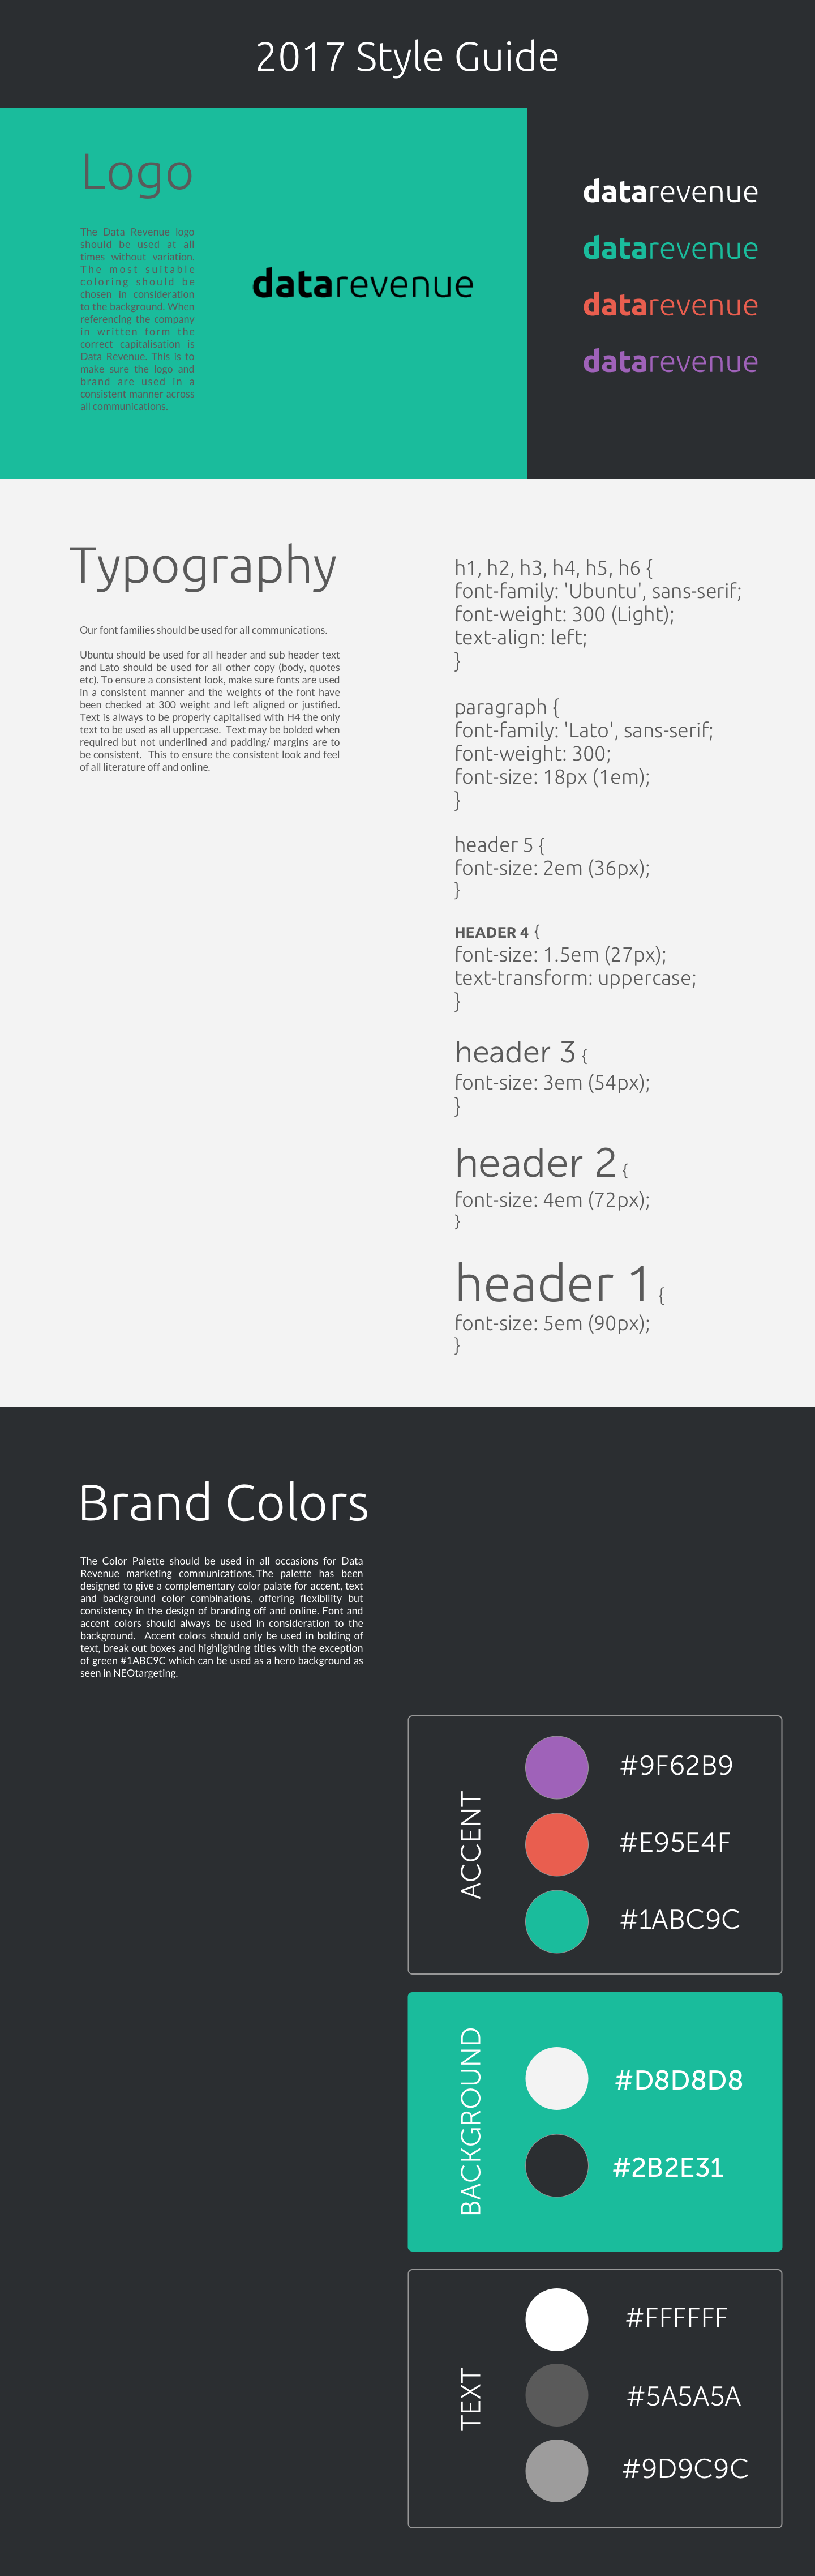 2017 Style Guide
Logo
The Data Revenue logo
should be used at all
times without variation.
The most suitable
coloring should be
chosen in consideration
to the background. When
referencing the company
in written form the
correct capitalisation is
Data Revenue. This is to
make sure the logo and
brand are used in a
consistent manner across
all communications.
datarevenue
datarevenue
datarevenue
datarevenue
datarevenue
Typography
Our font families should be used for all communications.
Ubuntu should be used for all header and sub header text
and Lato should be used for all other copy (body, quotes
etc). To ensure a consistent look, make sure fonts are used
in a consistent manner and the weights of the font have
been checked at 300 weight and left aligned or justified.
Text is always to be properly capitalised with H4 the only
text to be used as all uppercase. Text may be bolded when
required but not underlined and padding/ margins are to
be consistent. This to ensure the consistent look and feel
of all literature off and online.
h1, h2, h3, h4, h5, h6 {
font-family: 'Ubuntu', sans-serif;
font-weight: 300 (Light);
text-align: left;
}
paragraph {
font-family: 'Lato', sans-serif;
font-weight: 300;
font-size: 18px (1em);
}
header 5 {
font-size: 2em (36px);
}
HEADER 4 {
font-size: 1.5em (27px);
text-transform: uppercase;
}
header 3 {
font-size: 3em (54px);
}
header 2 {
font-size: 4em (72px);
}
header 1 {
font-size: 5em (90px);
}
Brand Colors
The Color Palette should be used in all occasions for Data
Revenue marketing communications. The palette has been
designed to give a complementary color palate for accent, text
and background color combinations, offering flexibility but
consistency in the design of branding off and online. Font and
accent colors should always be used in consideration to the
background. Accent colors should only be used in bolding of
text, break out boxes and highlighting titles with the exception
of green #1ABC9C which can be used as a hero background as
seen in NEOtargeting.
ACCENT
#9F62B9
#E95E4F
#1ABC9C
BACKGROUND
#D8D8D8
#2B2E31
TEXT
#FFFFFF
#5A5A5A
#9D9C9C